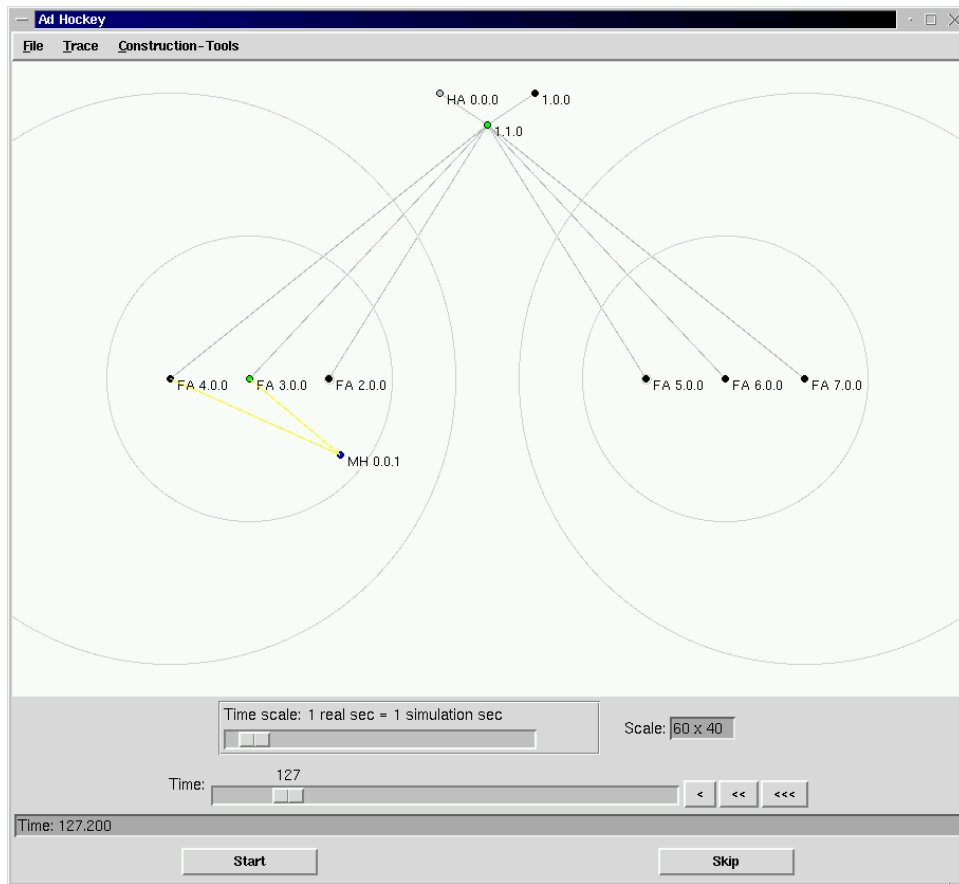 Ad Hockey
File Trace Construction-Tools
HA 0.0.0 1.0.0
1.1.0
FA 4.0.0 FA 3.0.0 FA 2.0.0 FA 5.0.0 FA 6.0.0 FA 7.0.0
MH 0.0.1
Time scale: 1 real sec = 1 simulation sec
Scale: 60 x 40
127
Time: < << <<<
Time: 127.200
Start Skip